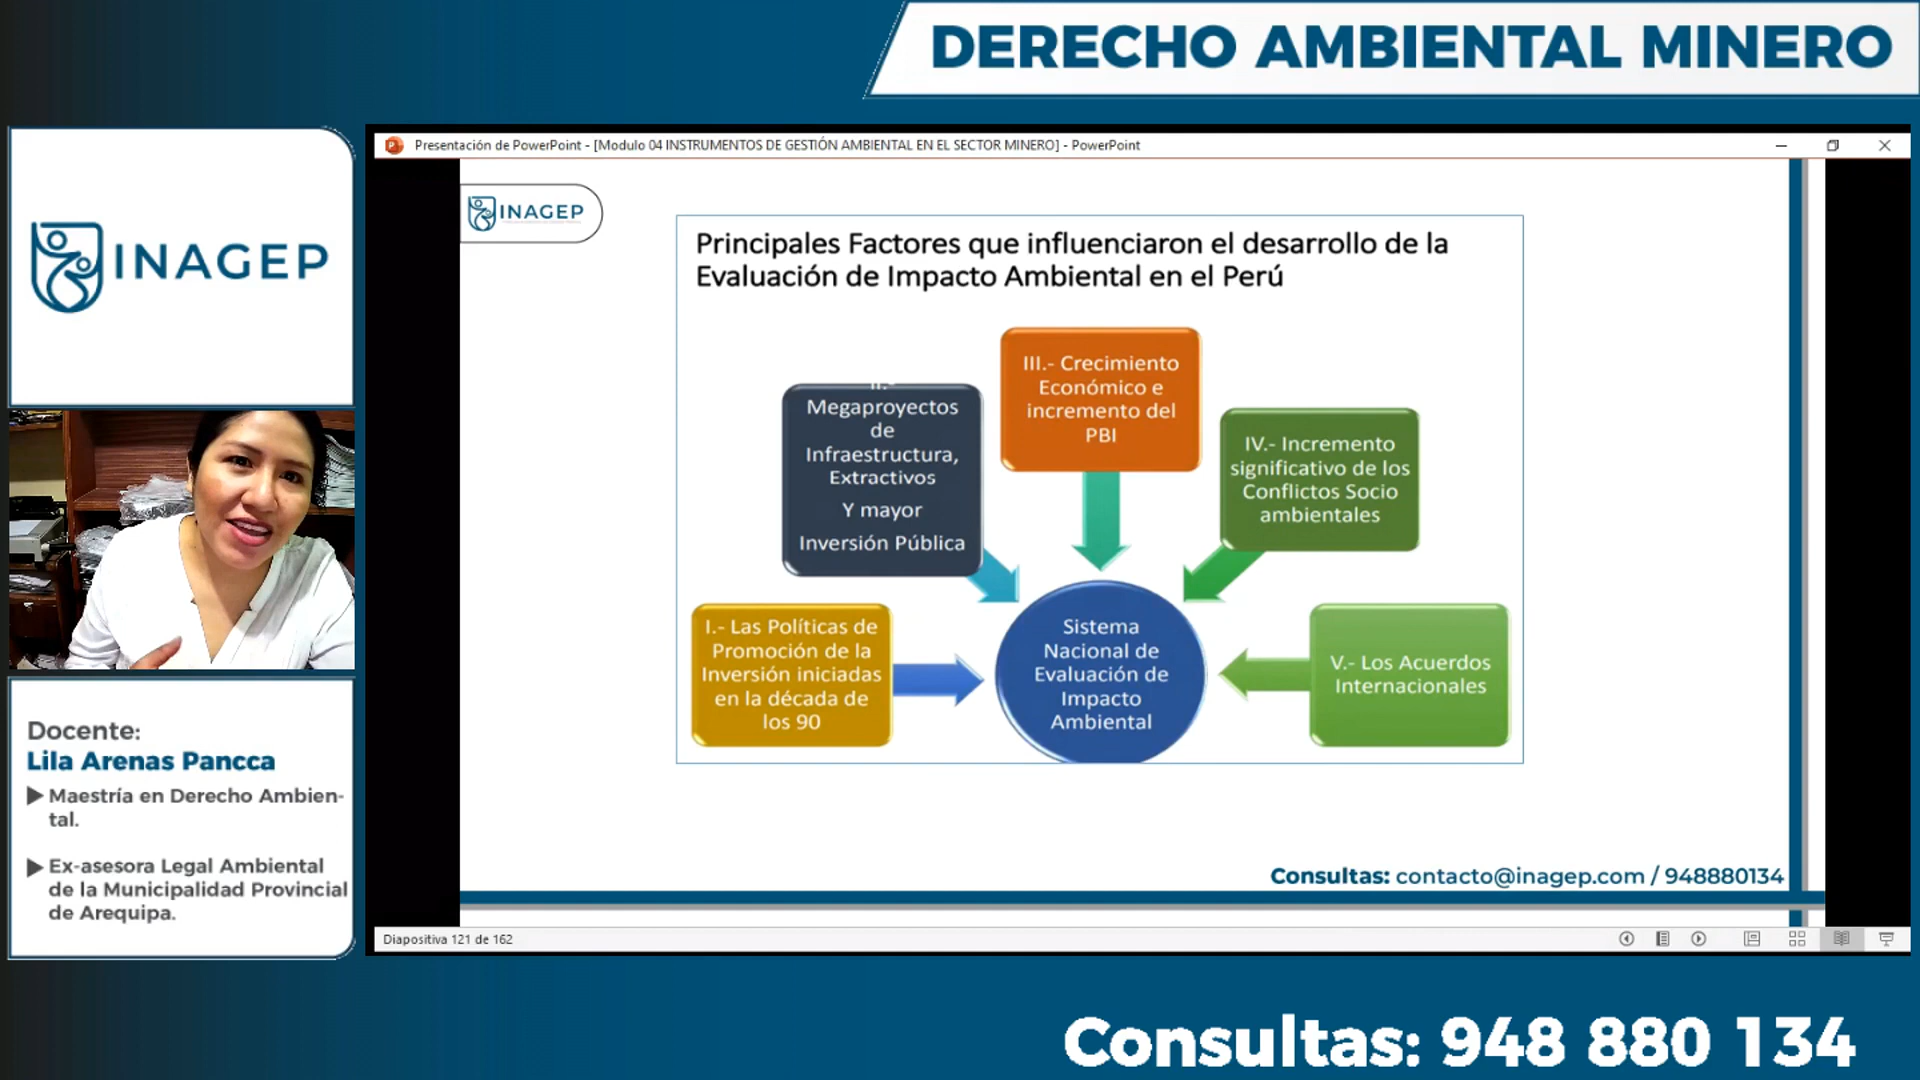 DERECHO AMBIENTAL MINERO
INAGEP
Docente:
Lila Arenas Pancca
Maestría en Derecho Ambien-
tal.
Ex-asesora Legal Ambiental
de la Municipalidad Provincial
de Arequipa.
Presentación de PowerPoint - [Modulo 04 INSTRUMENTOS DE GESTIÓN AMBIENTAL EN EL SECTOR MINERO] - PowerPoint
INAGEP
Principales Factores que influenciaron el desarrollo de la
Evaluación de Impacto Ambiental en el Perú
I.- Las Políticas de
Promoción de la
Inversión iniciadas
en la década de
los 90
II.-
Megaproyectos
de
Infraestructura,
Extractivos
Y mayor
Inversión Pública
III.- Crecimiento
Económico e
incremento del
PBI
IV.- Incremento
significativo de los
Conflictos Socio
ambientales
V.- Los Acuerdos
Internacionales
Sistema
Nacional de
Evaluación de
Impacto
Ambiental
Consultas: contacto@inagep.com / 948880134
Diapositiva 121 de 162
Consultas: 948 880 134